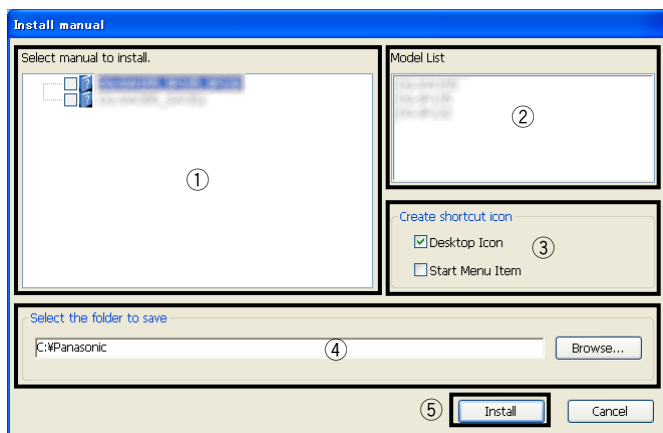 Install manual
Select manual to install.
①
Model List
②
Create shortcut icon
Desktop Icon
③
Start Menu Item
Select the folder to save
C:¥Panasonic
④
Browse...
⑤
Install
Cancel